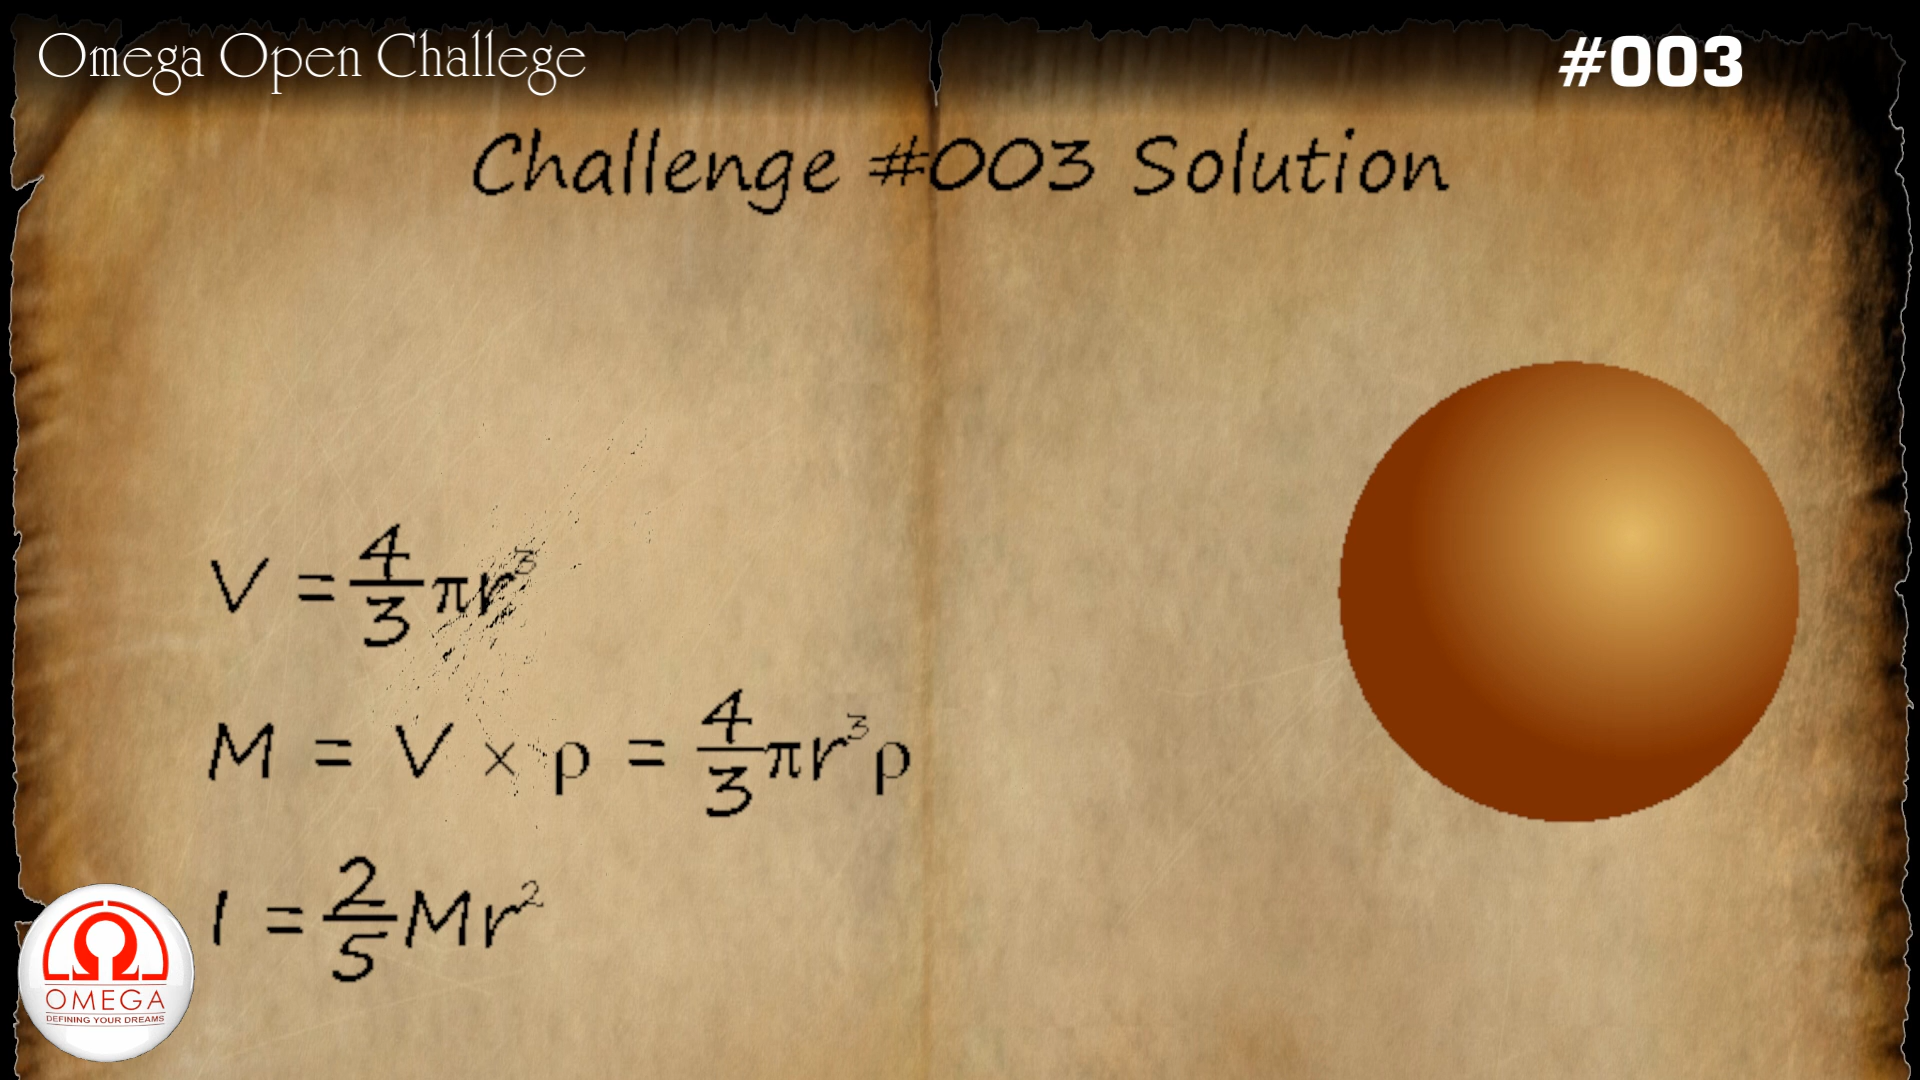 Omega Open Challege
#003
Challenge #003 Solution
V = 4/3 πr³
M = V × ρ = 4/3 πr³ρ
I = 2/5 Mr²
OMEGA
DEFINING YOUR DREAMS